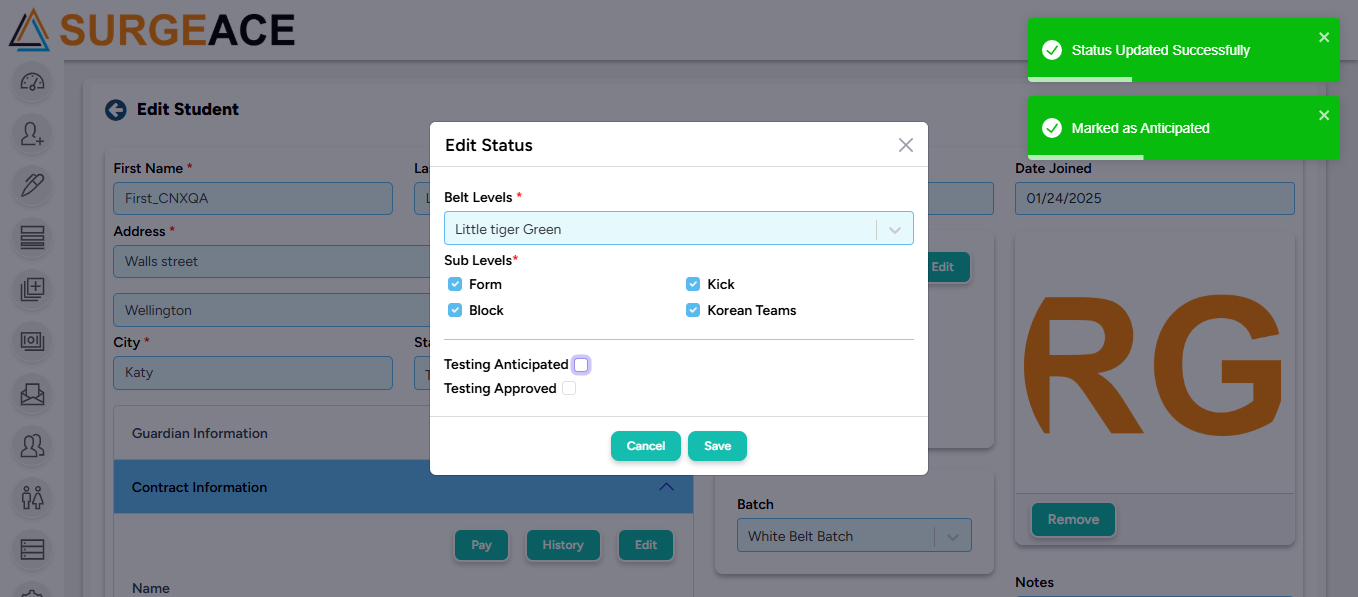 SURGEACE
Status Updated Successfully
Marked as Anticipated
Edit Student
First Name *
First_CNXQA
Date Joined
01/24/2025
Address *
Walls street
Wellington
City *
Katy
Guardian Information
Contract Information
Pay
History
Edit
Name
Edit Status
Belt Levels *
Little tiger Green
Sub Levels*
Form
Kick
Block
Korean Teams
Testing Anticipated
Testing Approved
Cancel
Save
Edit
Batch
White Belt Batch
RG
Remove
Notes